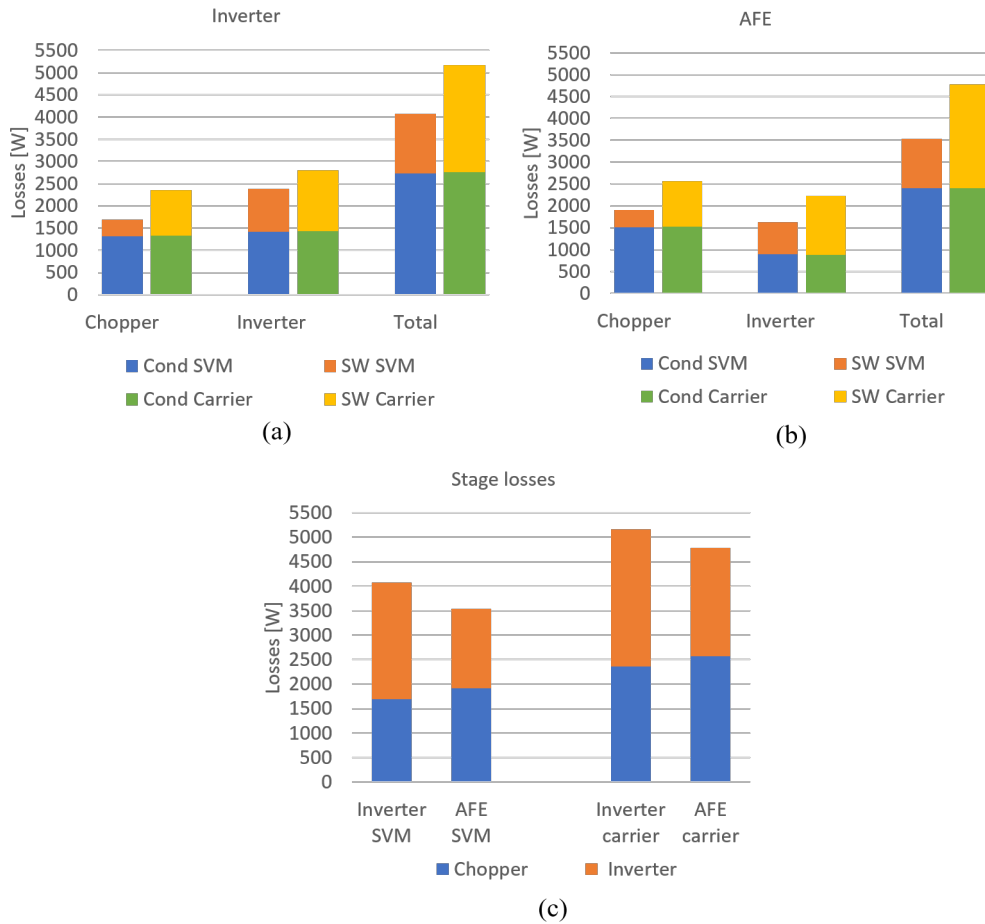 Inverter
Losses [W]
5500
5000
4500
4000
3500
3000
2500
2000
1500
1000
500
0
Chopper Inverter Total
Cond SVM SW SVM
Cond Carrier SW Carrier
(a)
AFE
Losses [W]
5500
5000
4500
4000
3500
3000
2500
2000
1500
1000
500
0
Chopper Inverter Total
Cond SVM SW SVM
Cond Carrier SW Carrier
(b)
Stage losses
Losses [W]
5500
5000
4500
4000
3500
3000
2500
2000
1500
1000
500
0
Inverter AFE Inverter AFE
SVM SVM carrier carrier
Chopper Inverter
(c)